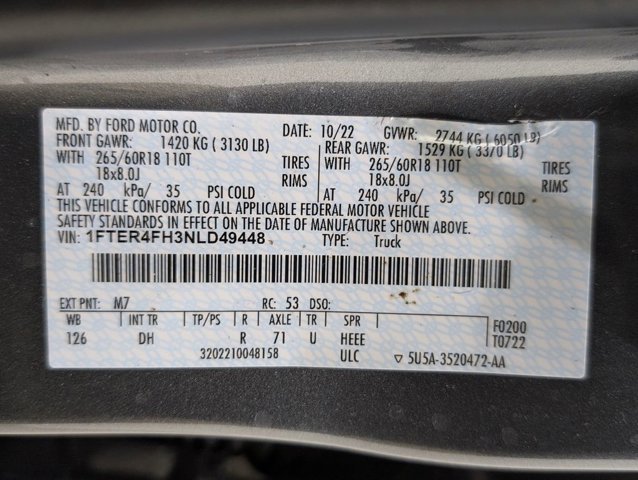 MFD. BY FORD MOTOR CO. DATE: 10/22 GVWR: 2744 KG ( 6050 LB)
FRONT GAWR: 1420 KG ( 3130 LB) REAR GAWR: 1529 KG ( 3370 LB)
WITH 265/60R18 110T TIRES WITH 265/60R18 110T TIRES
18x8.0J RIMS 18x8.0J RIMS
AT 240 kPa/ 35 PSI COLD AT 240 kPa/ 35 PSI COLD
THIS VEHICLE CONFORMS TO ALL APPLICABLE FEDERAL MOTOR VEHICLE
SAFETY STANDARDS IN EFFECT ON THE DATE OF MANUFACTURE SHOWN ABOVE.
VIN: 1FTER4FH3NLD49448 TYPE: Truck
EXT PNT: M7 RC: 53 DSO:
WB INT TR TP/PS R AXLE TR SPR F0200
126 DH R 71 U HEEE T0722
3202210048158 ULC ▽ 5U5A-3520472-AA